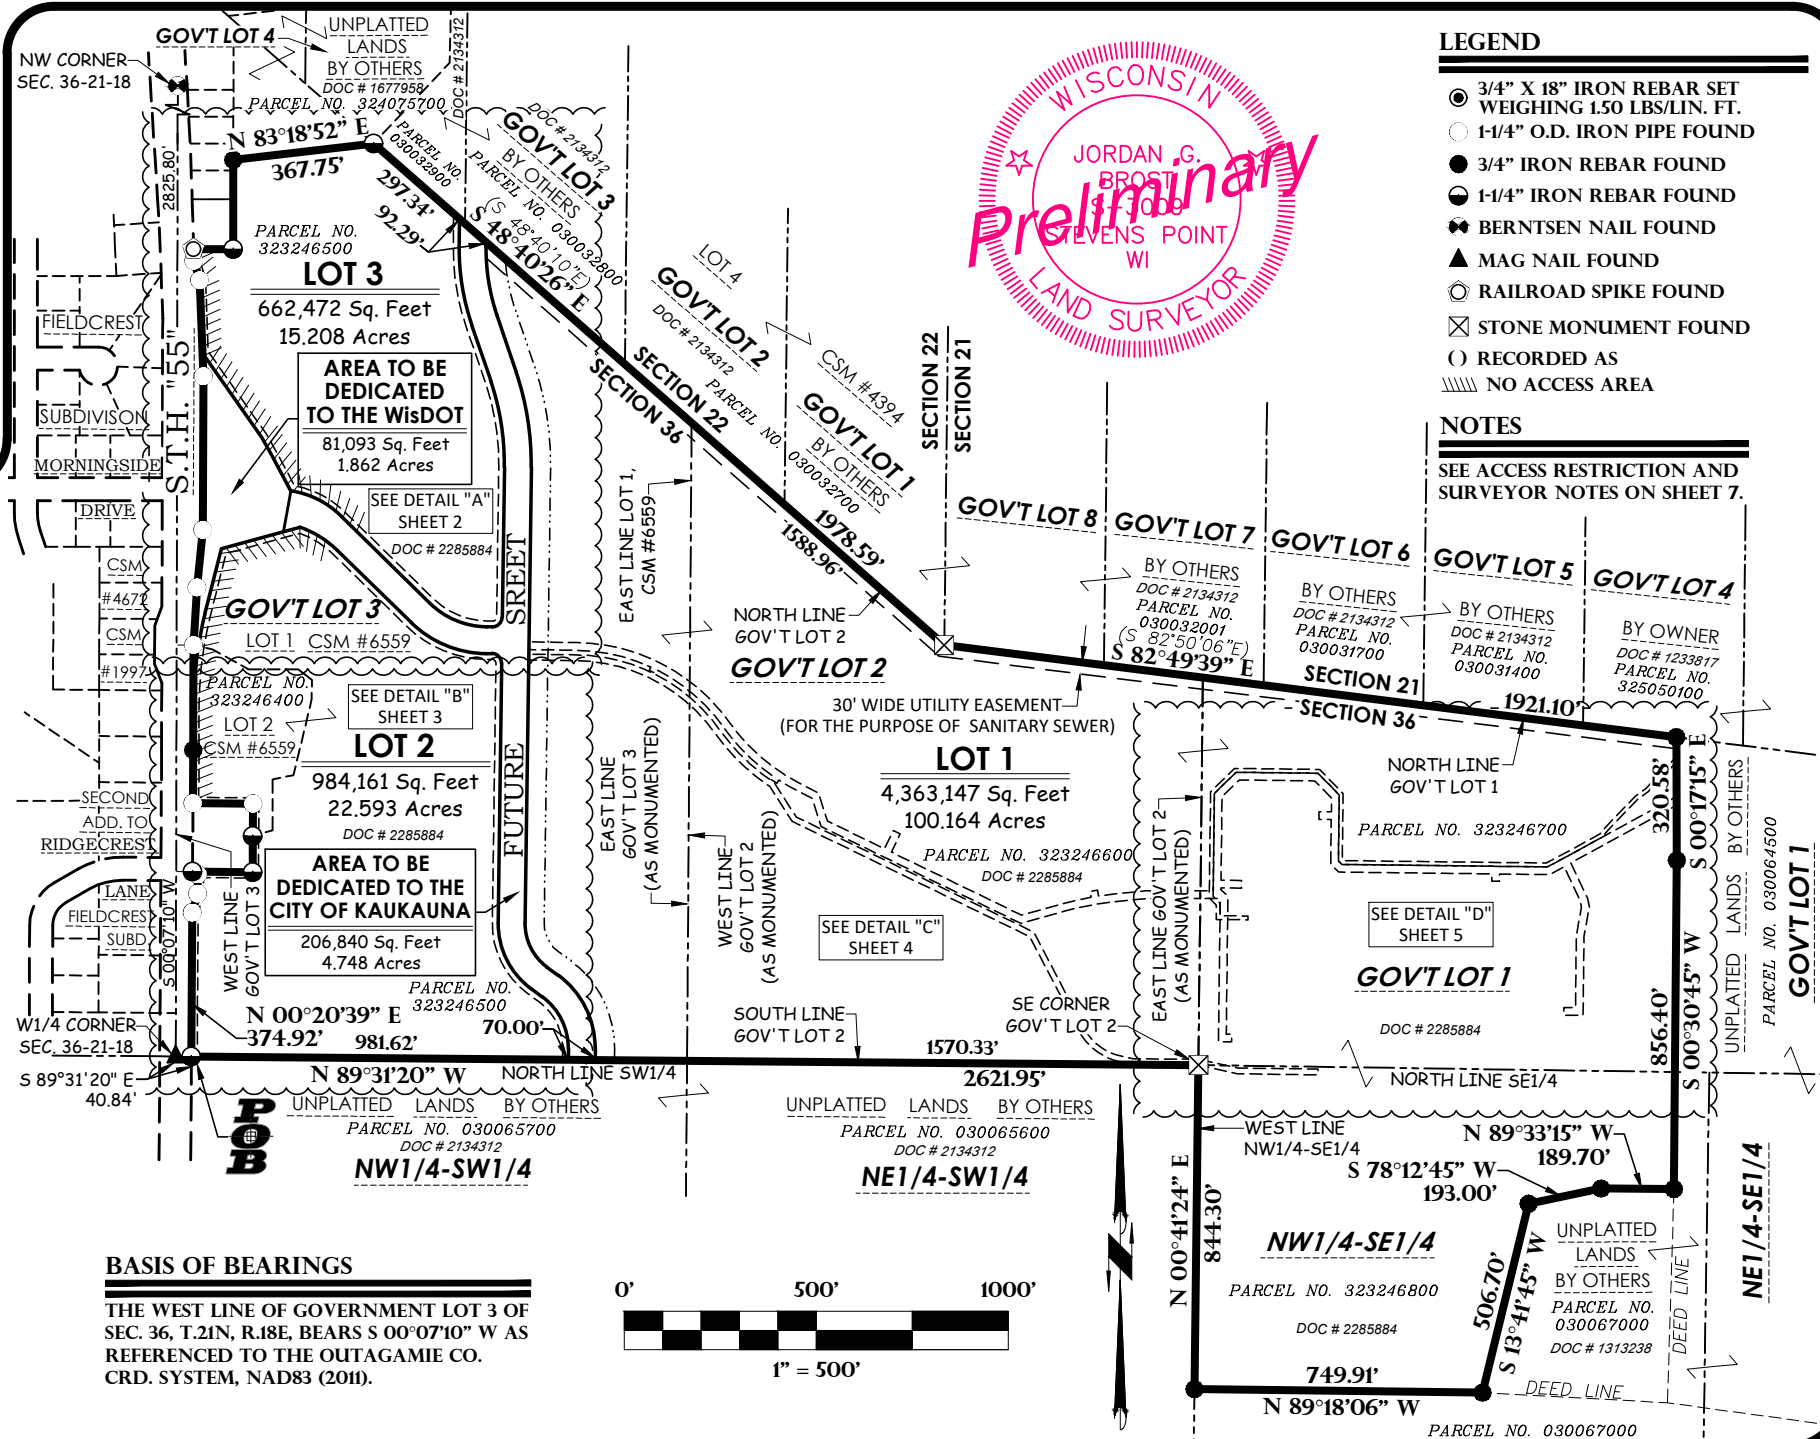 GOV'T LOT 4
UNPLATTED
LANDS
BY OTHERS
DOC # 1677958
PARCEL NO. 324075700
DOC # 2134312
NW CORNER
SEC. 36-21-18
N 83°18'52" E
367.75'
2825.80
PARCEL NO.
030032900
DOC # 2134312
GOV'T LOT 3
BY OTHERS
PARCEL NO. 030032800
297.34'
92.29'
(S 48°40'10"E)
S 48°40'26" E
PARCEL NO.
323246500
LOT 3
662,472 Sq. Feet
15.208 Acres
AREA TO BE
DEDICATED
TO THE WisDOT
81,093 Sq. Feet
1.862 Acres
SEE DETAIL "A"
SHEET 2
DOC # 2285884
FIELDCREST
SUBDIVISON
MORNINGSIDE
DRIVE
S.T.H "55"
CSM
#4672
CSM
#1997
GOV'T LOT 3
LOT 1 CSM #6559
PARCEL NO.
323246400
LOT 2
CSM #6559
SEE DETAIL "B"
SHEET 3
LOT 2
984,161 Sq. Feet
22.593 Acres
DOC # 2285884
AREA TO BE
DEDICATED TO THE
CITY OF KAUKAUNA
206,840 Sq. Feet
4.748 Acres
PARCEL NO.
323246500
FUTURE SREET
SECOND
ADD. TO
RIDGECREST
LANE
FIELDCREST
SUBD
S 00°07'10" W
WEST LINE
GOV'T LOT 3
N 00°20'39" E
374.92'
981.62'
70.00'
W1/4 CORNER
SEC. 36-21-18
S 89°31'20" E
40.84'
N 89°31'20" W
NORTH LINE SW1/4
POB
UNPLATTED LANDS BY OTHERS
PARCEL NO. 030065700
DOC # 2134312
NW1/4-SW1/4
EAST LINE LOT 1,
CSM #6559
EAST LINE
GOV'T LOT 3
(AS MONUMENTED)
WEST LINE
GOV'T LOT 2
(AS MONUMENTED)
SECTION 22
SECTION 36
LOT 4
GOV'T LOT 2
DOC # 2134312
PARCEL NO. 030032700
CSM #4394
GOV'T LOT 1
BY OTHERS
1978.59'
1588.96'
SECTION 22
SECTION 21
NORTH LINE
GOV'T LOT 2
GOV'T LOT 2
30' WIDE UTILITY EASEMENT
(FOR THE PURPOSE OF SANITARY SEWER)
LOT 1
4,363,147 Sq. Feet
100.164 Acres
PARCEL NO. 323246600
DOC # 2285884
SEE DETAIL "C"
SHEET 4
SOUTH LINE
GOV'T LOT 2
SE CORNER
GOV'T LOT 2
1570.33'
2621.95'
UNPLATTED LANDS BY OTHERS
PARCEL NO. 030065600
DOC # 2134312
NE1/4-SW1/4
WISCONSIN
JORDAN G.
BROST
S-3009
STEVENS POINT
WI
LAND SURVEYOR
Preliminary
GOV'T LOT 8
GOV'T LOT 7
BY OTHERS
DOC # 2134312
PARCEL NO.
030032001
(S 82°50'06"E)
S 82°49'39" E
GOV'T LOT 6
BY OTHERS
DOC # 2134312
PARCEL NO.
030031700
GOV'T LOT 5
BY OTHERS
DOC # 2134312
PARCEL NO.
030031400
GOV'T LOT 4
BY OWNER
DOC # 1233817
PARCEL NO.
325050100
SECTION 21
SECTION 36
1921.10'
NORTH LINE
GOV'T LOT 1
PARCEL NO. 323246700
EAST LINE GOV'T LOT 2
(AS MONUMENTED)
SEE DETAIL "D"
SHEET 5
GOV'T LOT 1
DOC # 2285884
320.58'
S 00°17'15" E
856.40'
S 00°30'45" W
UNPLATTED LANDS BY OTHERS
PARCEL NO. 030064500
GOV'T LOT 1
NORTH LINE SE1/4
WEST LINE
NW1/4-SE1/4
N 89°33'15" W
189.70'
S 78°12'45" W
193.00'
N 00°41'24" E
844.30'
NW1/4-SE1/4
PARCEL NO. 323246800
DOC # 2285884
506.70'
S 13°41'45" W
UNPLATTED
LANDS
BY OTHERS
PARCEL NO.
030067000
DOC # 1313238
DEED LINE
NE1/4-SE1/4
749.91'
N 89°18'06" W
DEED LINE
PARCEL NO. 030067000
LEGEND
3/4" X 18" IRON REBAR SET
WEIGHING 1.50 LBS/LIN. FT.
1-1/4" O.D. IRON PIPE FOUND
3/4" IRON REBAR FOUND
1-1/4" IRON REBAR FOUND
BERNTSEN NAIL FOUND
MAG NAIL FOUND
RAILROAD SPIKE FOUND
STONE MONUMENT FOUND
( ) RECORDED AS
NO ACCESS AREA
NOTES
SEE ACCESS RESTRICTION AND
SURVEYOR NOTES ON SHEET 7.
BASIS OF BEARINGS
THE WEST LINE OF GOVERNMENT LOT 3 OF
SEC. 36, T.21N, R.18E, BEARS S 00°07'10" W AS
REFERENCED TO THE OUTAGAMIE CO.
CRD. SYSTEM, NAD83 (2011).
0' 500' 1000'
1" = 500'